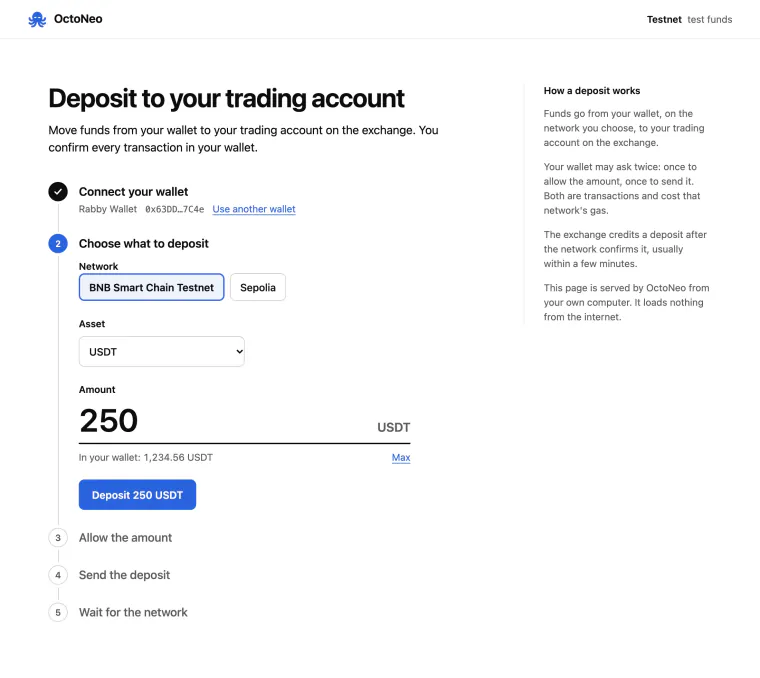 OctoNeo
Testnet test funds
Deposit to your trading account
Move funds from your wallet to your trading account on the exchange. You
confirm every transaction in your wallet.
Connect your wallet
Rabby Wallet 0x63DD…7C4e Use another wallet
2 Choose what to deposit
Network
BNB Smart Chain Testnet Sepolia
Asset
USDT
Amount
250 USDT
In your wallet: 1,234.56 USDT Max
Deposit 250 USDT
3 Allow the amount
4 Send the deposit
5 Wait for the network
How a deposit works
Funds go from your wallet, on the
network you choose, to your trading
account on the exchange.
Your wallet may ask twice: once to
allow the amount, once to send it.
Both are transactions and cost that
network's gas.
The exchange credits a deposit after
the network confirms it, usually
within a few minutes.
This page is served by OctoNeo from
your own computer. It loads nothing
from the internet.